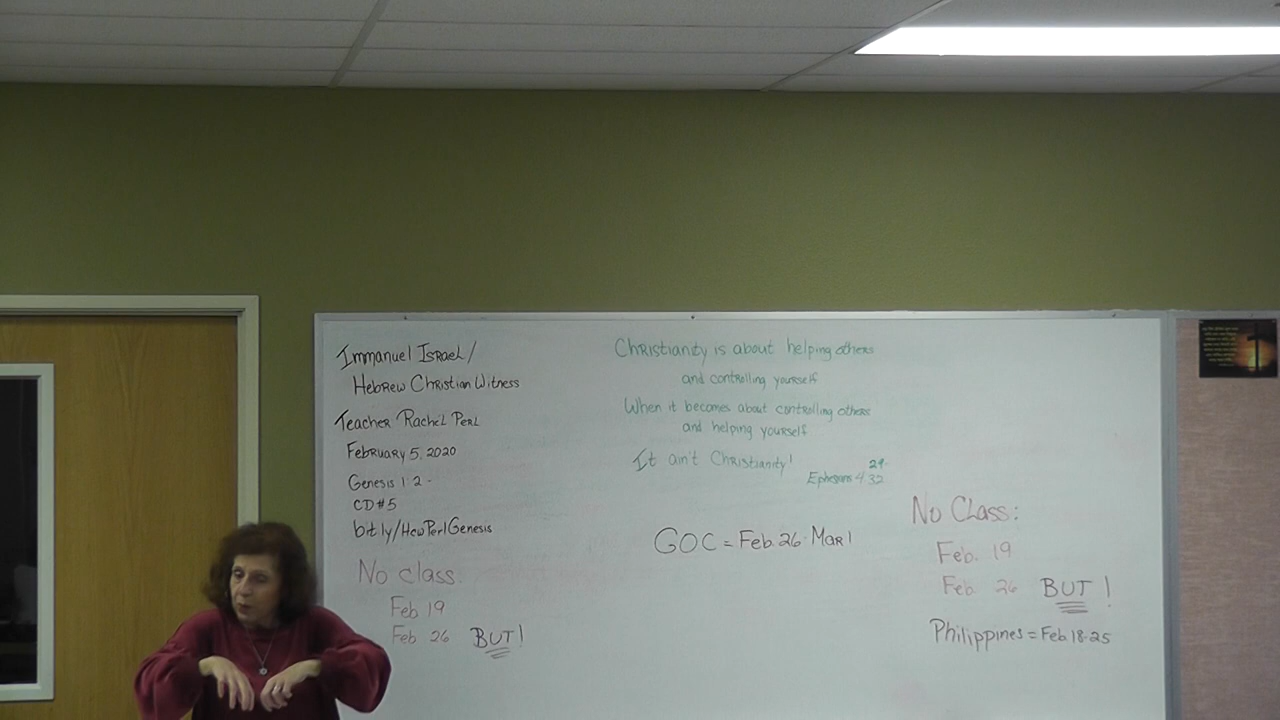 Immanuel Israel /
Hebrew Christian Witness
Teacher Rachel Perl
February 5, 2020
Genesis 1:2-
CD#5
bit.ly/HcwPerlGenesis
No class:
Feb 19
Feb 26 BUT!
Christianity is about helping others
and controlling yourself
When it becomes about controlling others
and helping yourself
It ain't Christianity!
Ephesians 4 29-
32
GOC = Feb. 26-Mar 1
No Class:
Feb. 19
Feb 26 BUT!
Philippines = Feb. 18-25